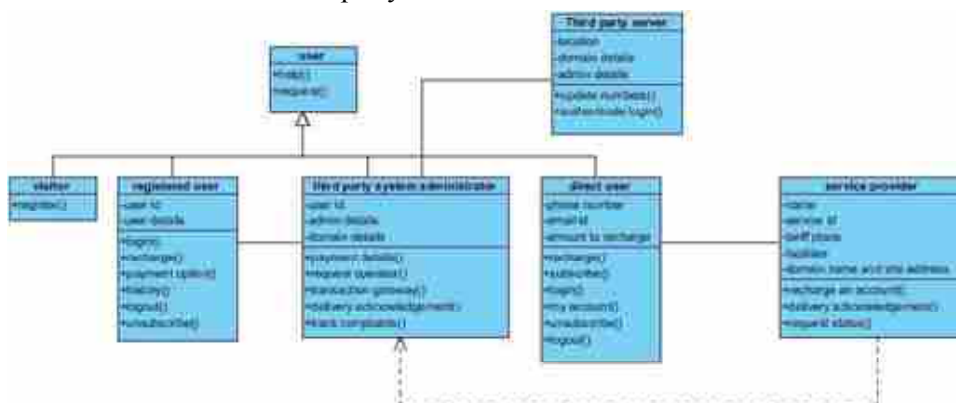 party
Third party server
-location
-domain details
-admin details
+update numbers()
+authenticate login()
user
+help()
+request()
visitor
+register()
registered user
-user id
-user details
+login()
+recharge()
+payment option()
+history()
+logout()
+unsubscribe()
third party system administrator
-user id
-admin details
-domain details
+payment details()
+request operator()
+transaction gateway()
+delivery acknowledgement()
+track complaints()
direct user
-phone number
-email id
-amount to recharge
+recharge()
+subscribe()
+login()
+my account()
+unsubscribe()
+logout()
service provider
-name
-service id
-tariff plans
-facilities
-domain name and site address
+recharge an account()
+delivery acknowledgement()
+request status()